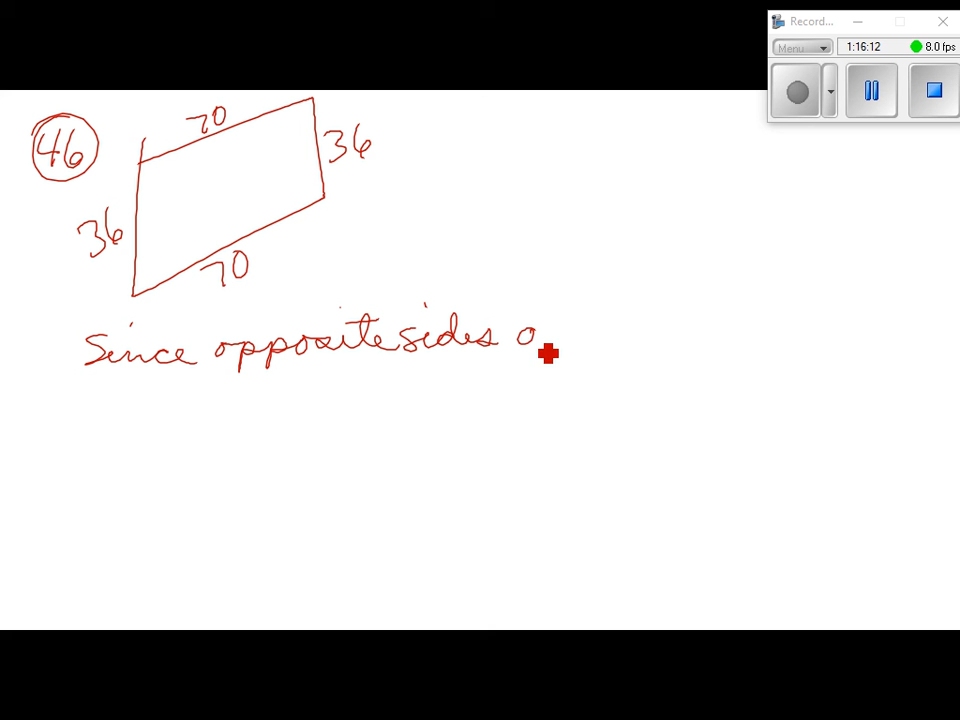 Record...
Menu
1:16:12
8.0 fps
46
70
36
36
70
Since opposite sides